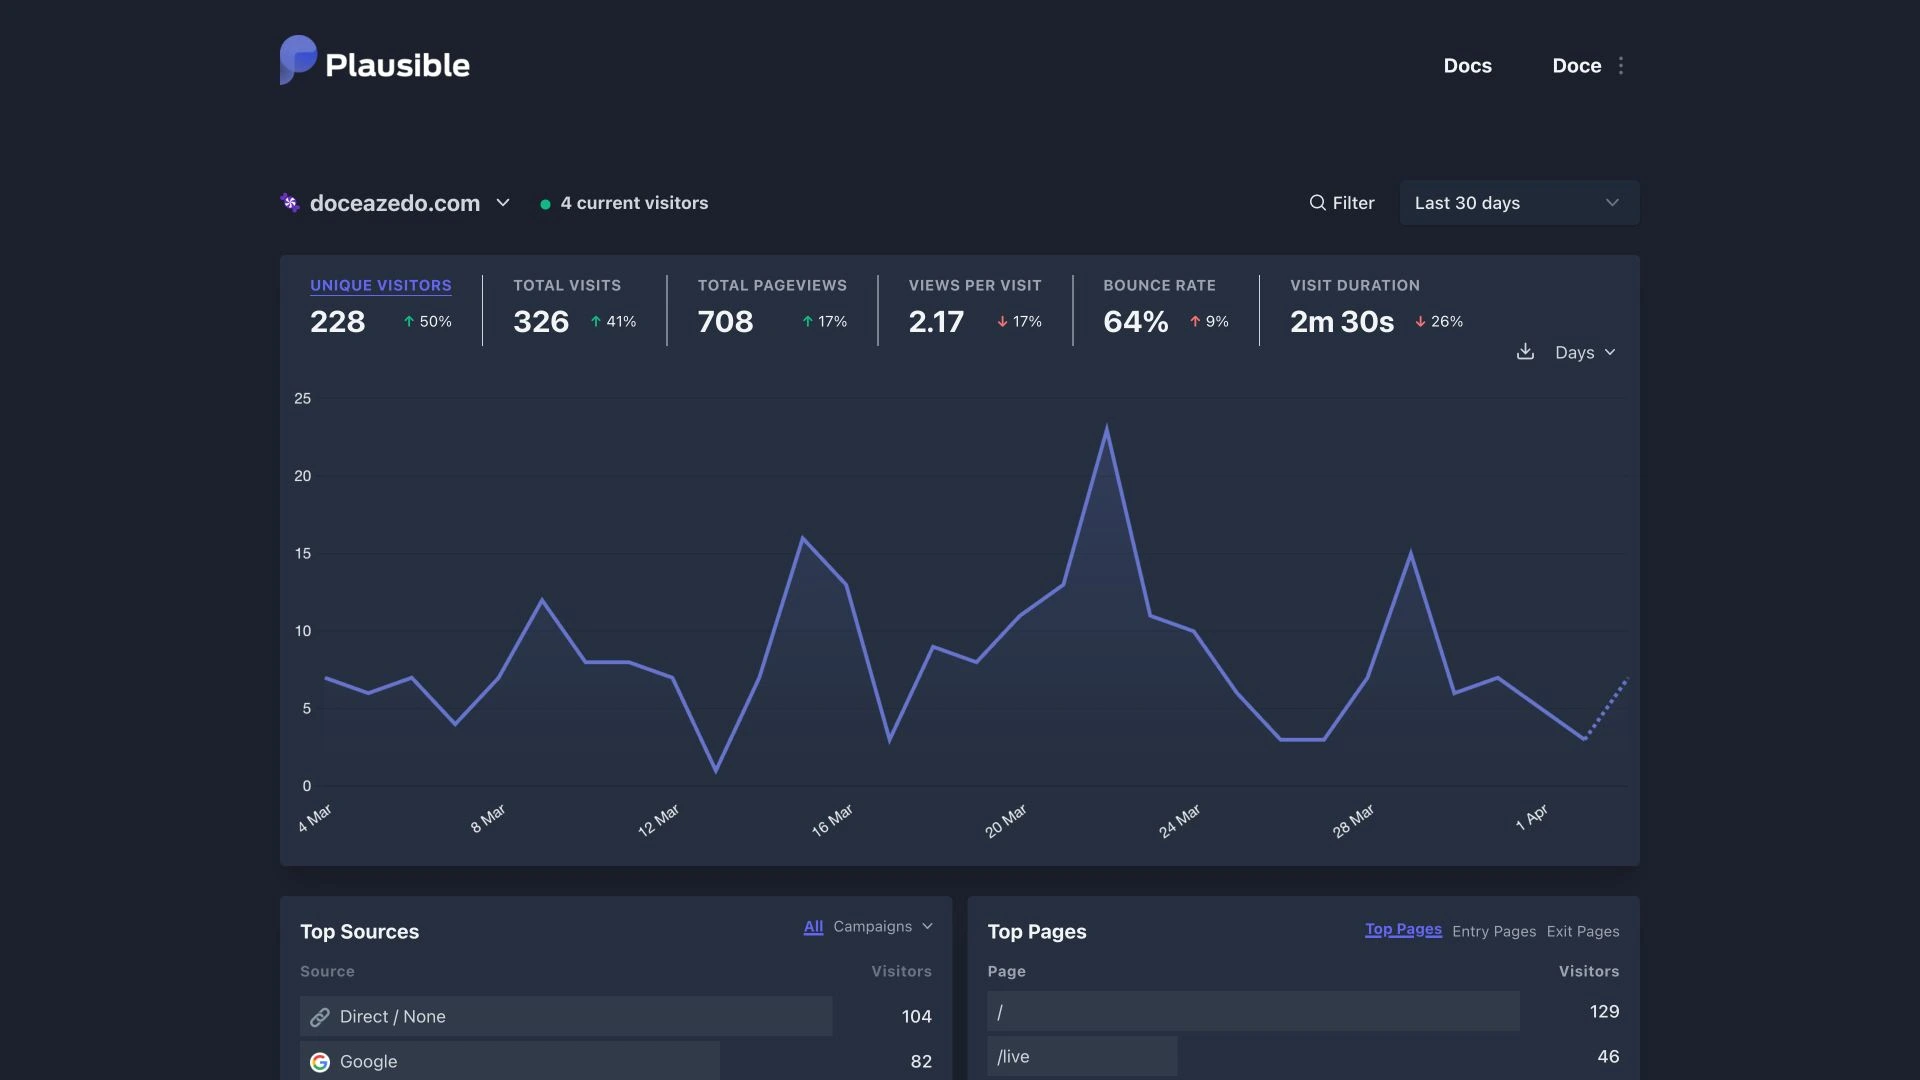 Plausible
Docs Doce
doceazedo.com 4 current visitors Filter Last 30 days
UNIQUE VISITORS TOTAL VISITS TOTAL PAGEVIEWS VIEWS PER VISIT BOUNCE RATE VISIT DURATION
228 ↑ 50% 326 ↑ 41% 708 ↑ 17% 2.17 ↓ 17% 64% ↑ 9% 2m 30s ↓ 26%
Days
25
20
15
10
5
0
4 Mar 8 Mar 12 Mar 16 Mar 20 Mar 24 Mar 28 Mar 1 Apr
Top Sources All Campaigns
Source Visitors
Direct / None 104
Google 82
Top Pages Top Pages Entry Pages Exit Pages
Page Visitors
/ 129
/live 46